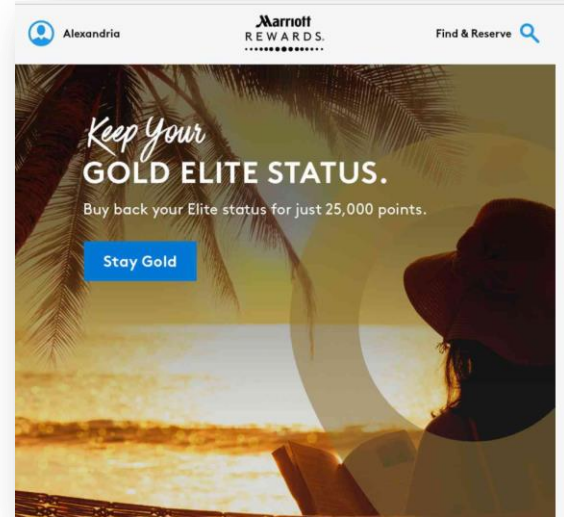 Alexandria
Marriott
REWARDS.
Find & Reserve
Keep Your
GOLD ELITE STATUS.
Buy back your Elite status for just 25,000 points.
Stay Gold